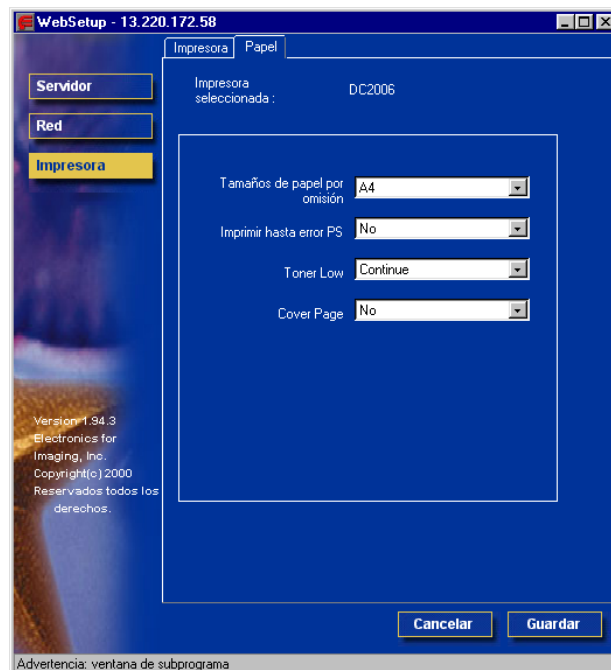 WebSetup - 13.220.172.58
Impresora
Papel
Servidor
Red
Impresora
Impresora
seleccionada :
DC2006
Tamaños de papel por
omisión
A4
Imprimir hasta error PS
No
Toner Low
Continue
Cover Page
No
Version 1.94.3
Electronics for
Imaging, Inc.
Copyright(c) 2000
Reservados todos los
derechos.
Cancelar
Guardar
Advertencia: ventana de subprograma